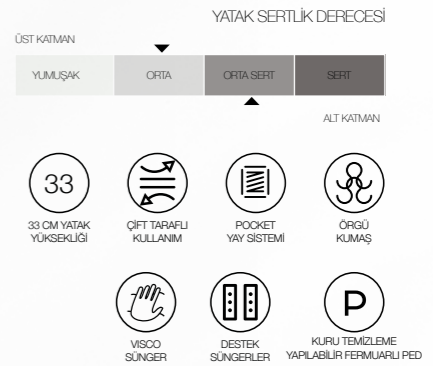 YATAK SERTLİK DERECESİ
ÜST KATMAN
YUMUŞAK
ORTA
ORTA SERT
SERT
ALT KATMAN
33
33 CM YATAK
YÜKSEKLİĞİ
ÇİFT TARAFLI
KULLANIM
POCKET
YAY SİSTEMİ
ÖRGÜ
KUMAŞ
VISCO
SÜNGER
DESTEK
SÜNGERLER
P
KURU TEMİZLEME
YAPILABİLİR FERMUARLI PED